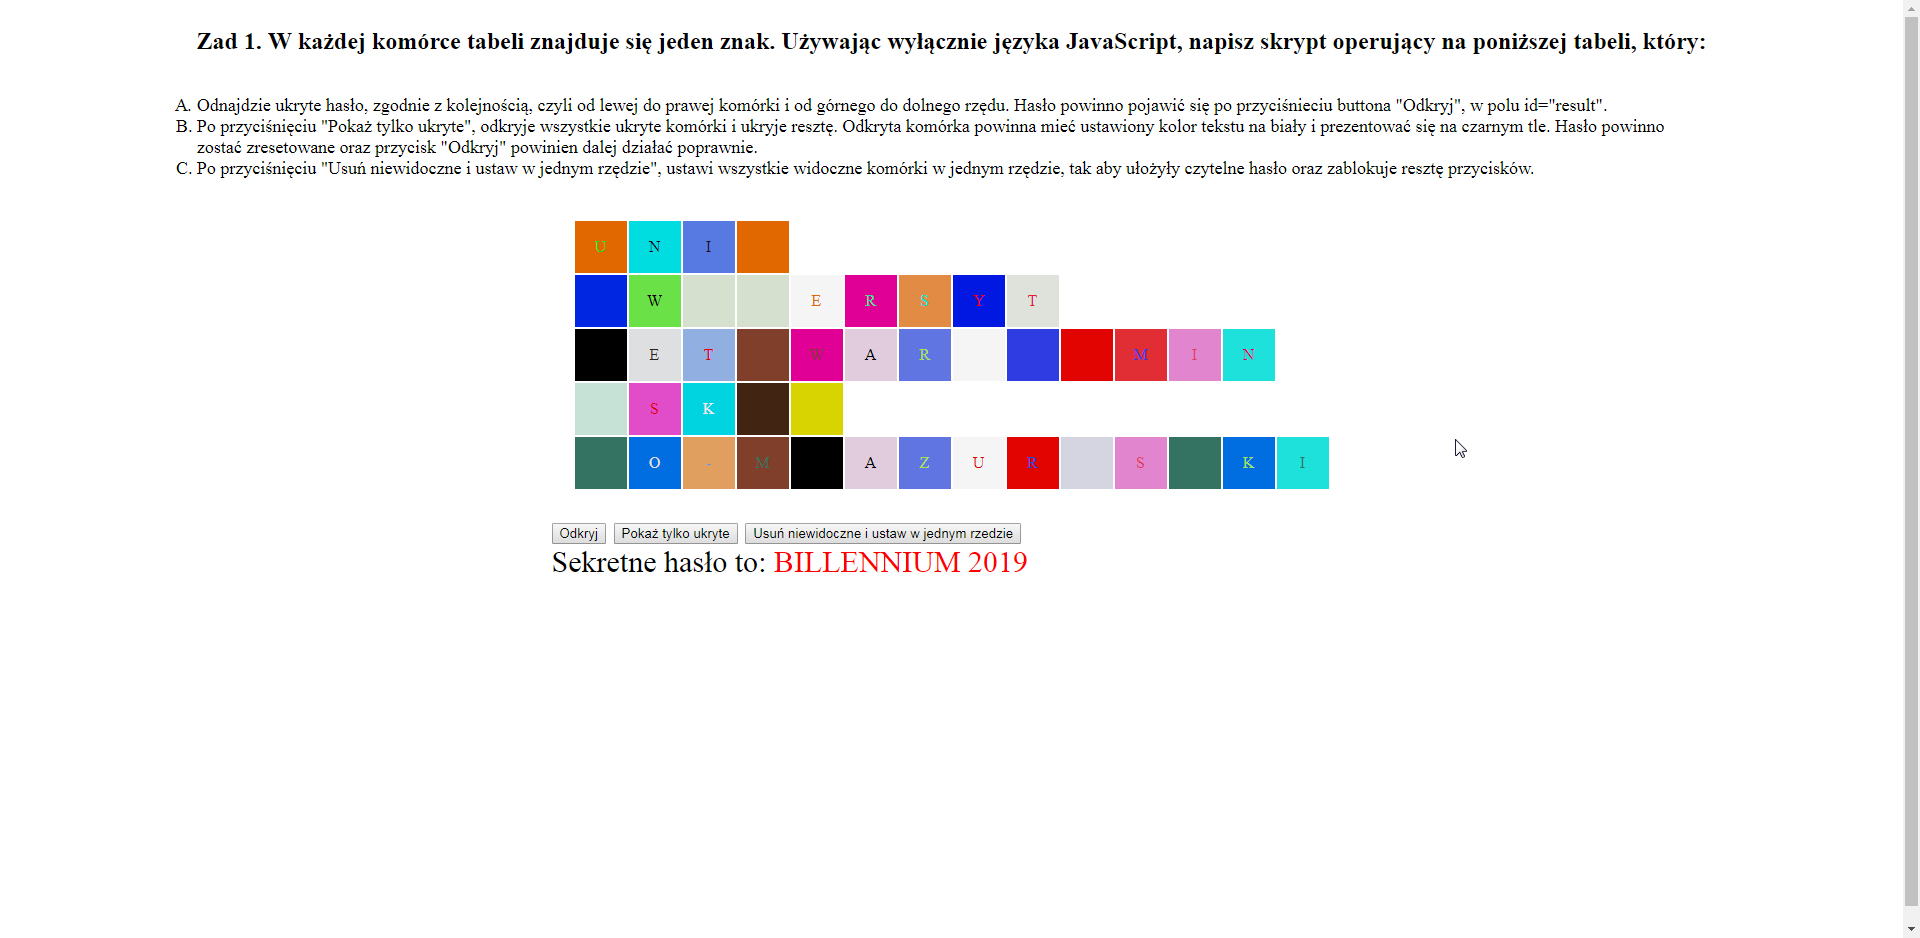 Zad 1. W każdej komórce tabeli znajduje się jeden znak. Używając wyłącznie języka JavaScript, napisz skrypt operujący na poniższej tabeli, który:
A. Odnajdzie ukryte hasło, zgodnie z kolejnością, czyli od lewej do prawej komórki i od górnego do dolnego rzędu. Hasło powinno pojawić się po przyciśnieciu buttona "Odkryj", w polu id="result".
B. Po przyciśnięciu "Pokaż tylko ukryte", odkryje wszystkie ukryte komórki i ukryje resztę. Odkryta komórka powinna mieć ustawiony kolor tekstu na biały i prezentować się na czarnym tle. Hasło powinno
zostać zresetowane oraz przycisk "Odkryj" powinien dalej działać poprawnie.
C. Po przyciśnięciu "Usuń niewidoczne i ustaw w jednym rzędzie", ustawi wszystkie widoczne komórki w jednym rzędzie, tak aby ułożyły czytelne hasło oraz zablokuje resztę przycisków.
U N I
W E R S Y T
E T W A R M I N
S K
O - M A Z U R S K I
Odkryj Pokaż tylko ukryte Usuń niewidoczne i ustaw w jednym rzedzie
Sekretne hasło to: BILLENNIUM 2019